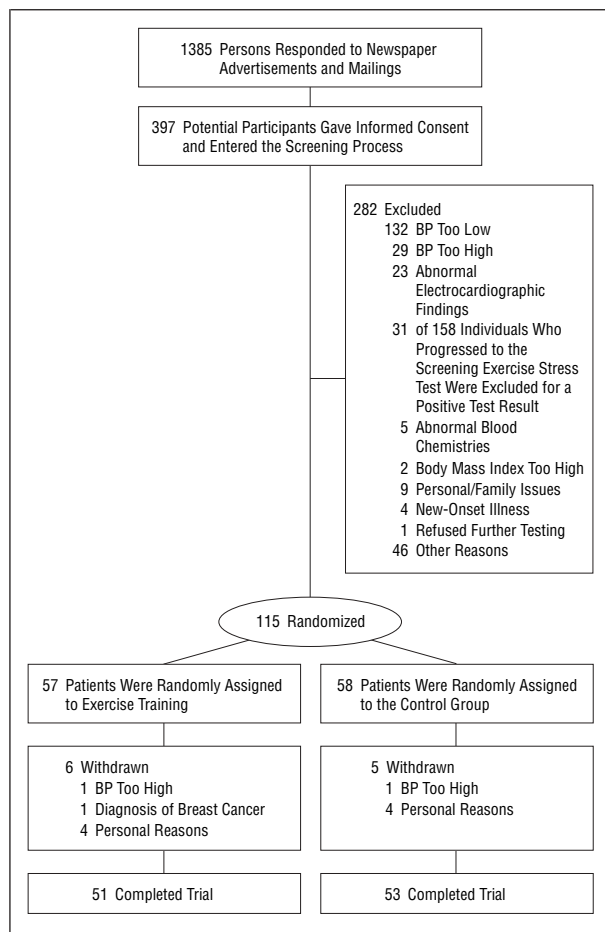 1385 Persons Responded to Newspaper
Advertisements and Mailings
397 Potential Participants Gave Informed Consent
and Entered the Screening Process
282 Excluded
132 BP Too Low
29 BP Too High
23 Abnormal
Electrocardiographic
Findings
31 of 158 Individuals Who
Progressed to the
Screening Exercise Stress
Test Were Excluded for a
Positive Test Result
5 Abnormal Blood
Chemistries
2 Body Mass Index Too High
9 Personal/Family Issues
4 New-Onset Illness
1 Refused Further Testing
46 Other Reasons
115 Randomized
57 Patients Were Randomly Assigned
to Exercise Training
58 Patients Were Randomly Assigned
to the Control Group
6 Withdrawn
1 BP Too High
1 Diagnosis of Breast Cancer
4 Personal Reasons
5 Withdrawn
1 BP Too High
4 Personal Reasons
51 Completed Trial
53 Completed Trial